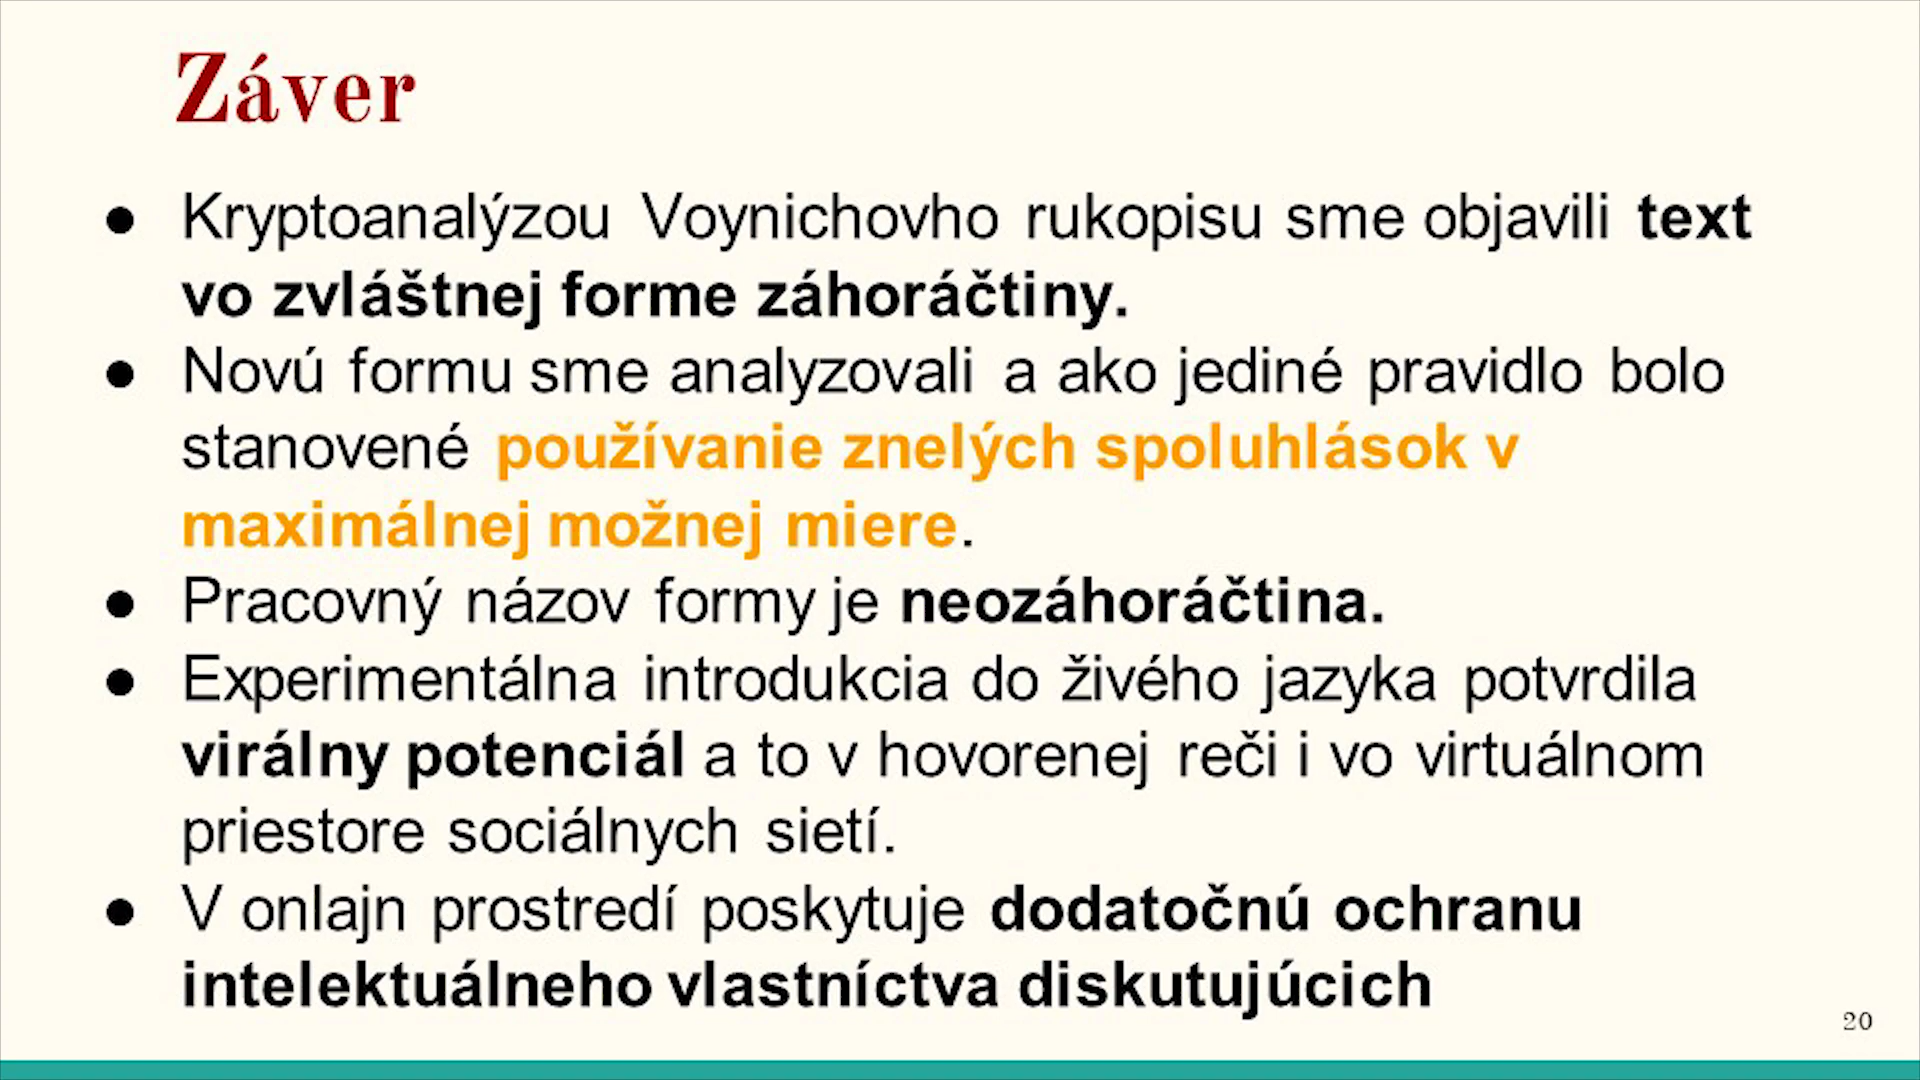 Záver
● Kryptoanalýzou Voynichovho rukopisu sme objavili text
vo zvláštnej forme záhoráčtiny.
● Novú formu sme analyzovali a ako jediné pravidlo bolo
stanovené používanie znelých spoluhlások v
maximálnej možnej miere.
● Pracovný názov formy je neozáhoráčtina.
● Experimentálna introdukcia do živého jazyka potvrdila
virálny potenciál a to v hovorenej reči i vo virtuálnom
priestore sociálnych sietí.
● V onlajn prostredí poskytuje dodatočnú ochranu
intelektuálneho vlastníctva diskutujúcich
20